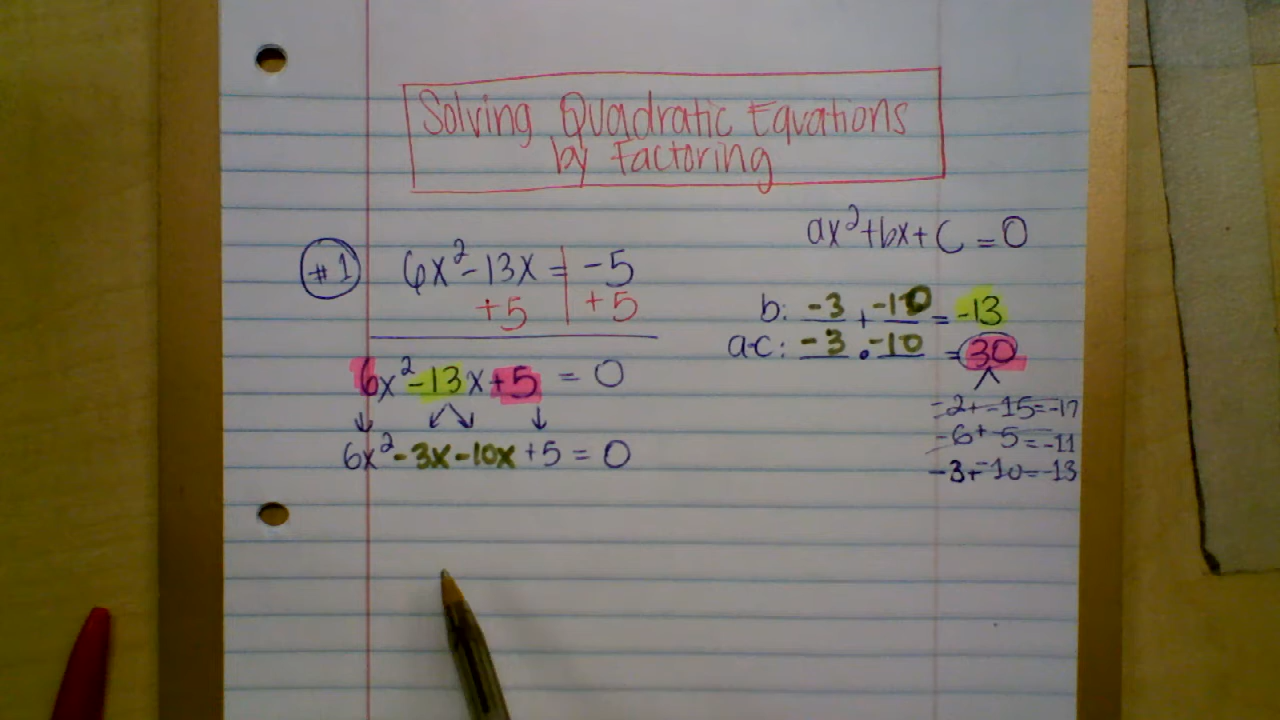 Solving Quadratic Equations
by Factoring
ax²+bx+c=0
#1 6x²-13x = -5
+5 +5
b: -3 + -10 = -13
a·c: -3 · -10 = 30
6x²-13x+5 = 0
-2+-15=-17
-6+-5=-11
-3+-10=-13
6x²-3x-10x+5=0